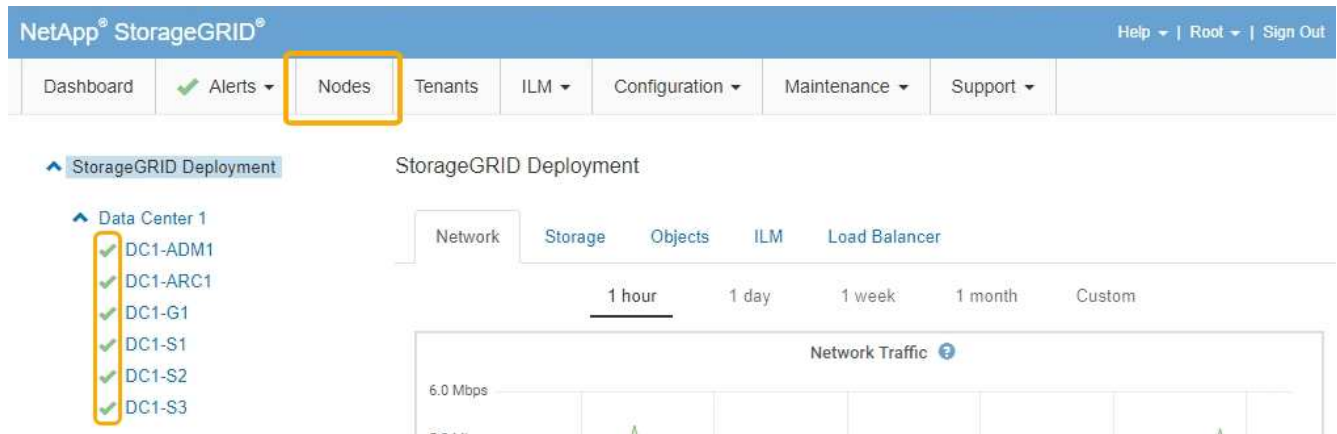 NetApp® StorageGRID®
Help | Root | Sign Out
Dashboard Alerts Nodes Tenants ILM Configuration Maintenance Support
StorageGRID Deployment
StorageGRID Deployment
Data Center 1
DC1-ADM1
DC1-ARC1
DC1-G1
DC1-S1
DC1-S2
DC1-S3
Network Storage Objects ILM Load Balancer
1 hour 1 day 1 week 1 month Custom
Network Traffic ?
6.0 Mbps